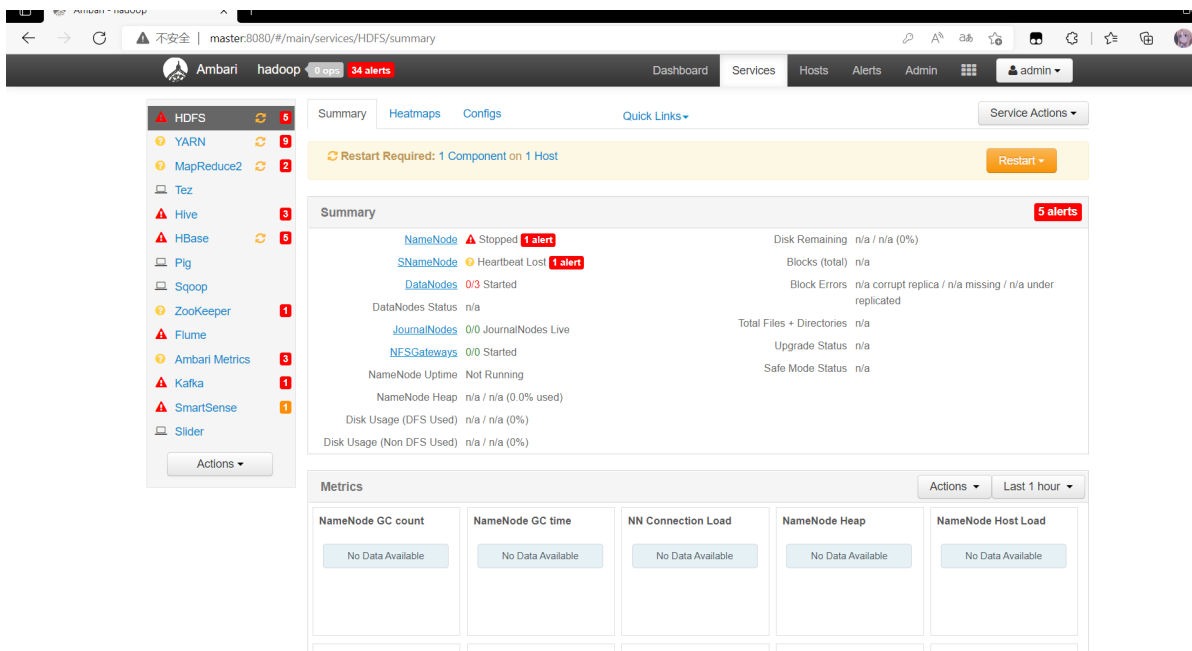 Ambari - hadoop
不安全 | master:8080/#/main/services/HDFS/summary
Ambari hadoop 0 ops 34 alerts Dashboard Services Hosts Alerts Admin admin
HDFS 5
YARN 9
MapReduce2 2
Tez
Hive 3
HBase 5
Pig
Sqoop
ZooKeeper 1
Flume
Ambari Metrics 3
Kafka 1
SmartSense 1
Slider
Actions
Summary Heatmaps Configs Quick Links Service Actions
Restart Required: 1 Component on 1 Host Restart
Summary 5 alerts
NameNode Stopped 1 alert
SNameNode Heartbeat Lost 1 alert
DataNodes 0/3 Started
DataNodes Status n/a
JournalNodes 0/0 JournalNodes Live
NFSGateways 0/0 Started
NameNode Uptime Not Running
NameNode Heap n/a / n/a (0.0% used)
Disk Usage (DFS Used) n/a / n/a (0%)
Disk Usage (Non DFS Used) n/a / n/a (0%)
Disk Remaining n/a / n/a (0%)
Blocks (total) n/a
Block Errors n/a corrupt replica / n/a missing / n/a under
replicated
Total Files + Directories n/a
Upgrade Status n/a
Safe Mode Status n/a
Metrics Actions Last 1 hour
NameNode GC count NameNode GC time NN Connection Load NameNode Heap NameNode Host Load
No Data Available No Data Available No Data Available No Data Available No Data Available